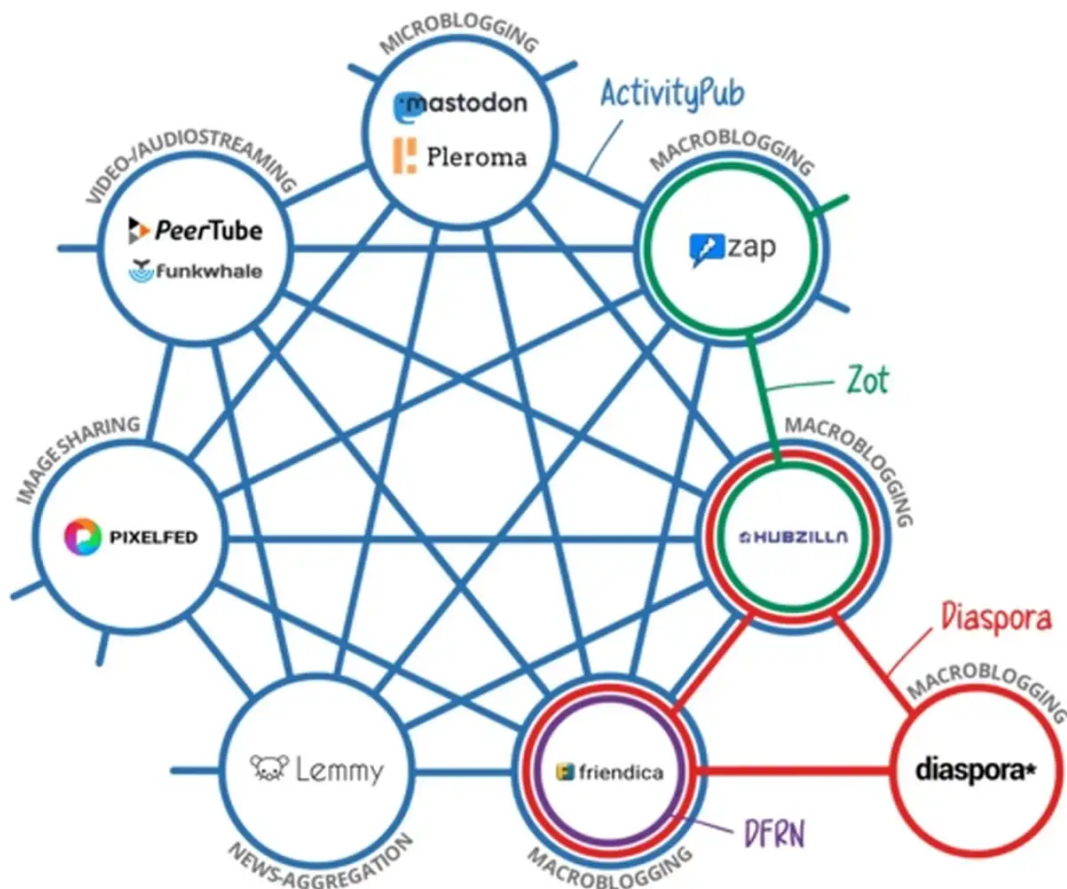 MICROBLOGGING
mastodon
Pleroma
ActivityPub
MACROBLOGGING
zap
VIDEO-/AUDIOSTREAMING
PeerTube
funkwhale
Zot
IMAGE SHARING
PIXELFED
MACROBLOGGING
HUBZILLA
Diaspora
MACROBLOGGING
diaspora*
Lemmy
NEWS-AGGREGATION
friendica
DFRN
MACROBLOGGING